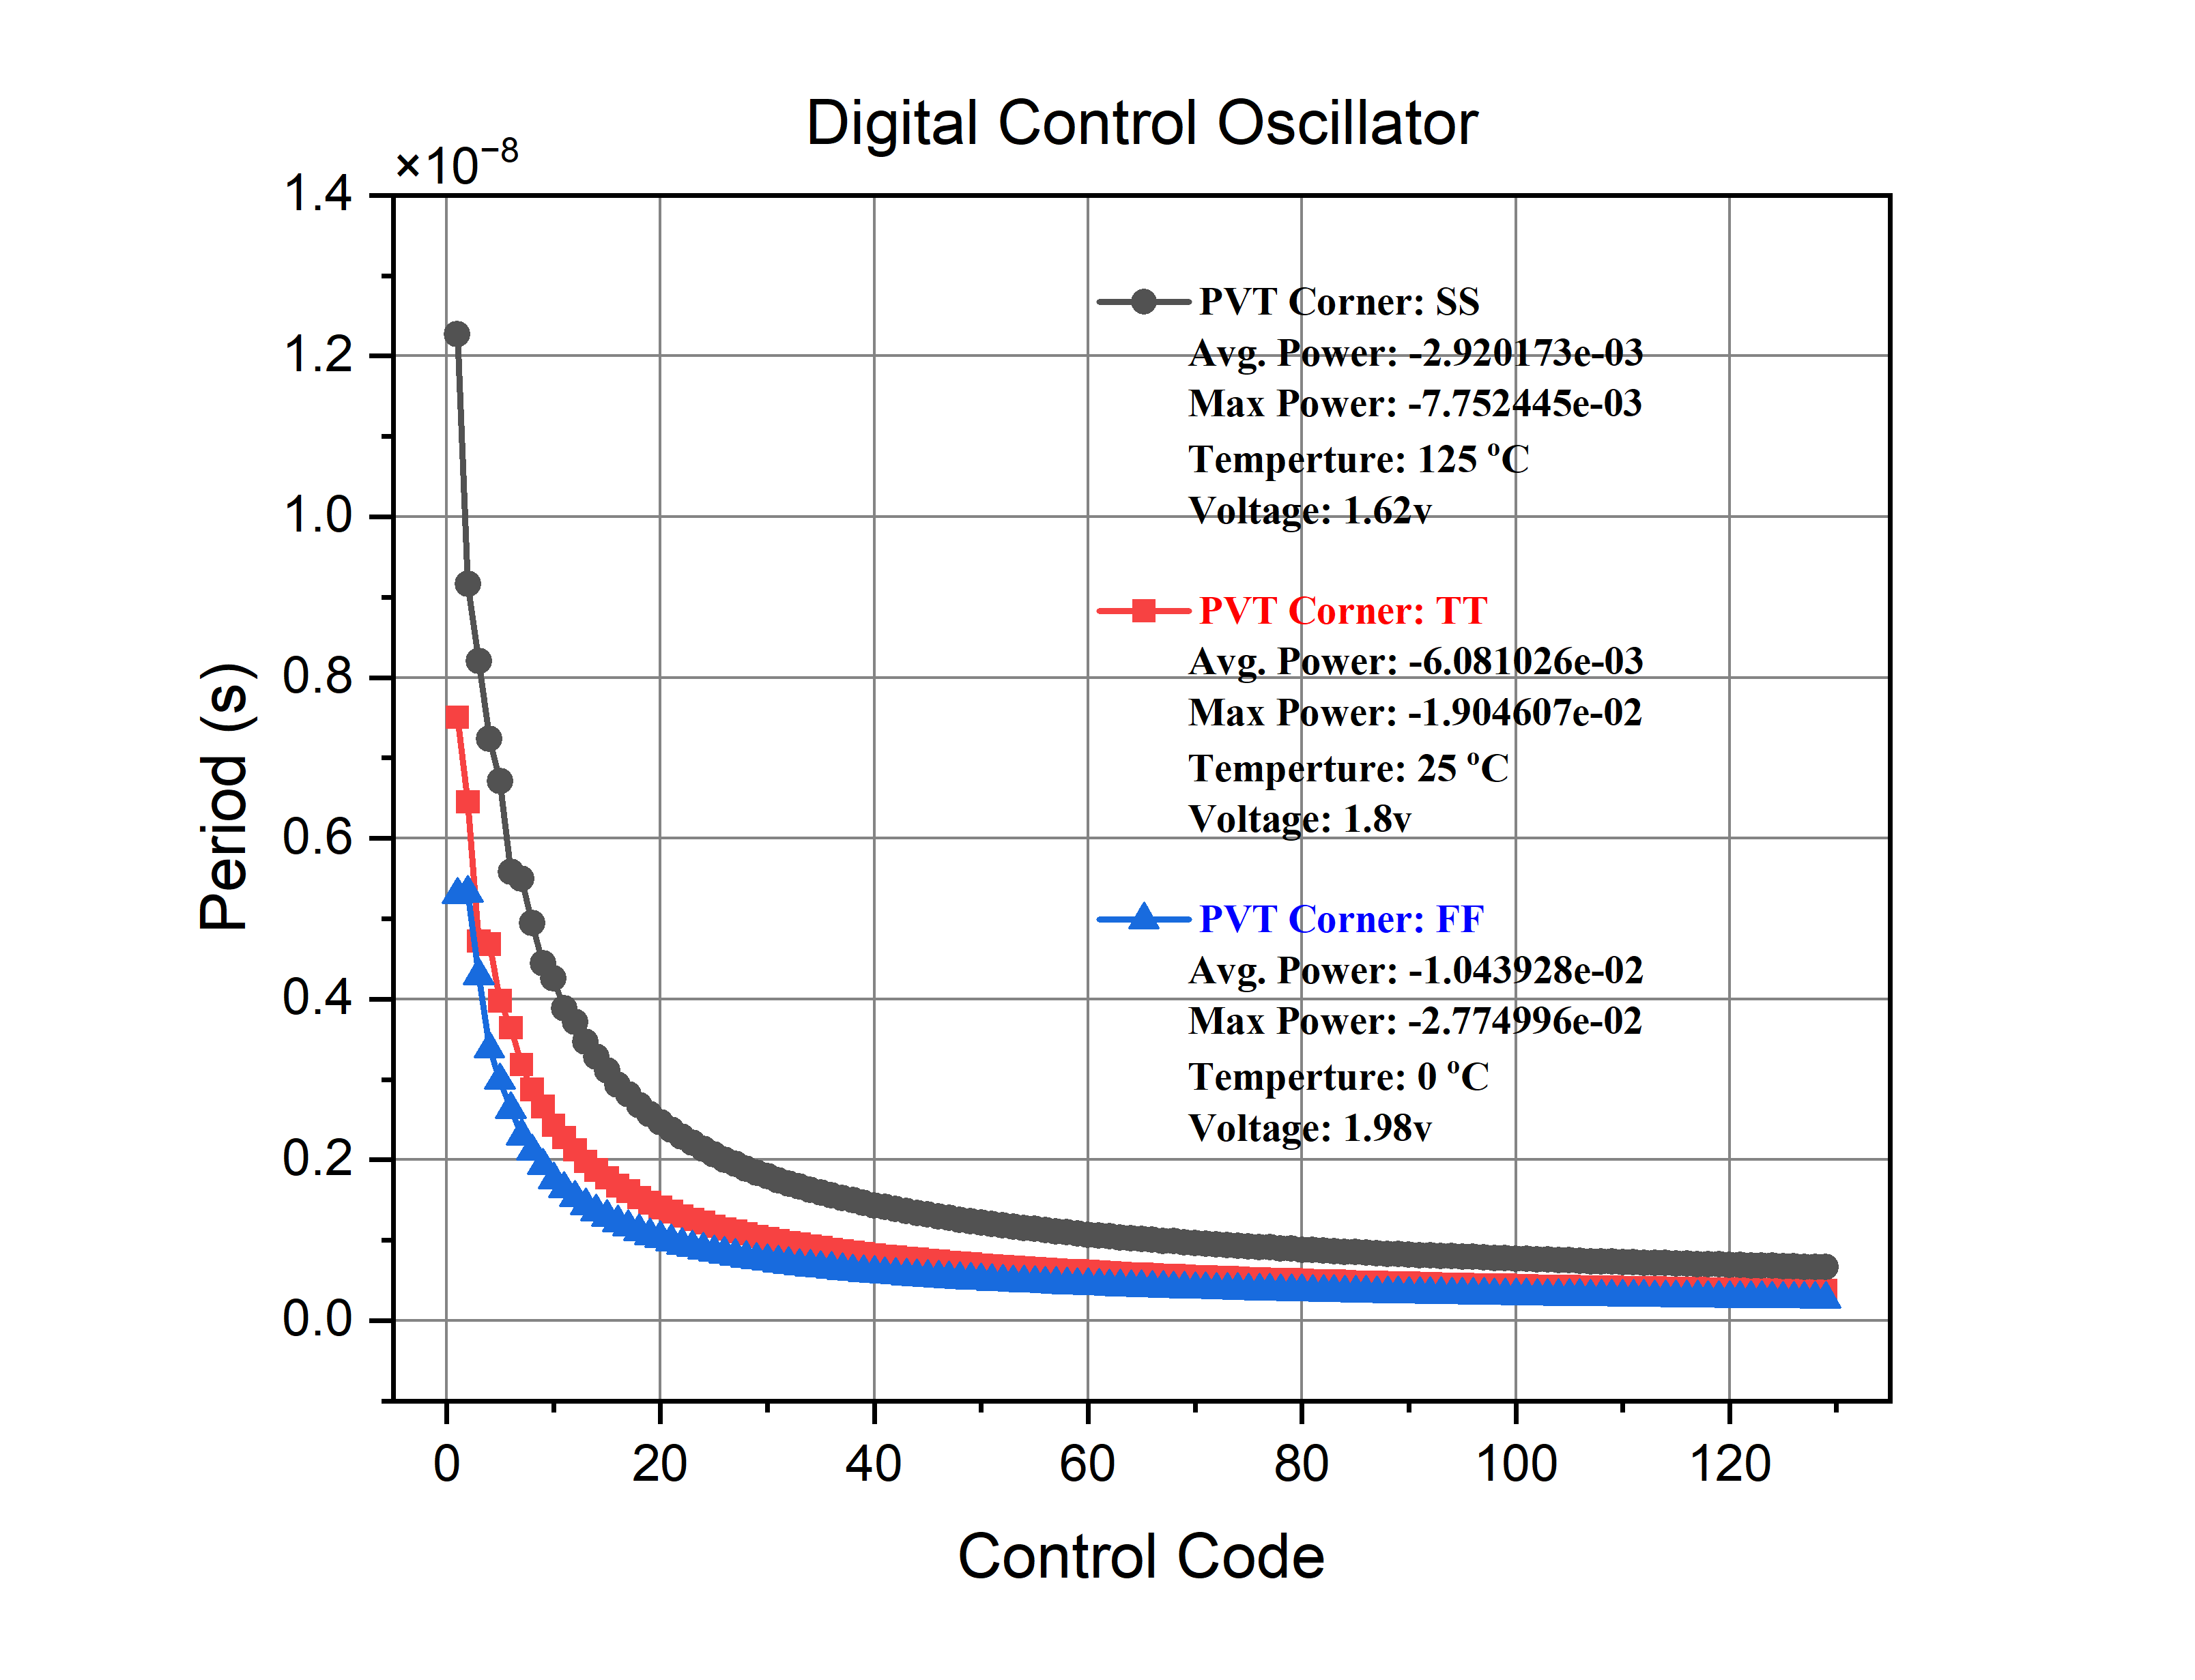 Digital Control Oscillator
×10⁻⁸
1.4
1.2
1.0
0.8
0.6
0.4
0.2
0.0
Period (s)
PVT Corner: SS
Avg. Power: -2.920173e-03
Max Power: -7.752445e-03
Temperture: 125 ºC
Voltage: 1.62v
PVT Corner: TT
Avg. Power: -6.081026e-03
Max Power: -1.904607e-02
Temperture: 25 ºC
Voltage: 1.8v
PVT Corner: FF
Avg. Power: -1.043928e-02
Max Power: -2.774996e-02
Temperture: 0 ºC
Voltage: 1.98v
0 20 40 60 80 100 120
Control Code